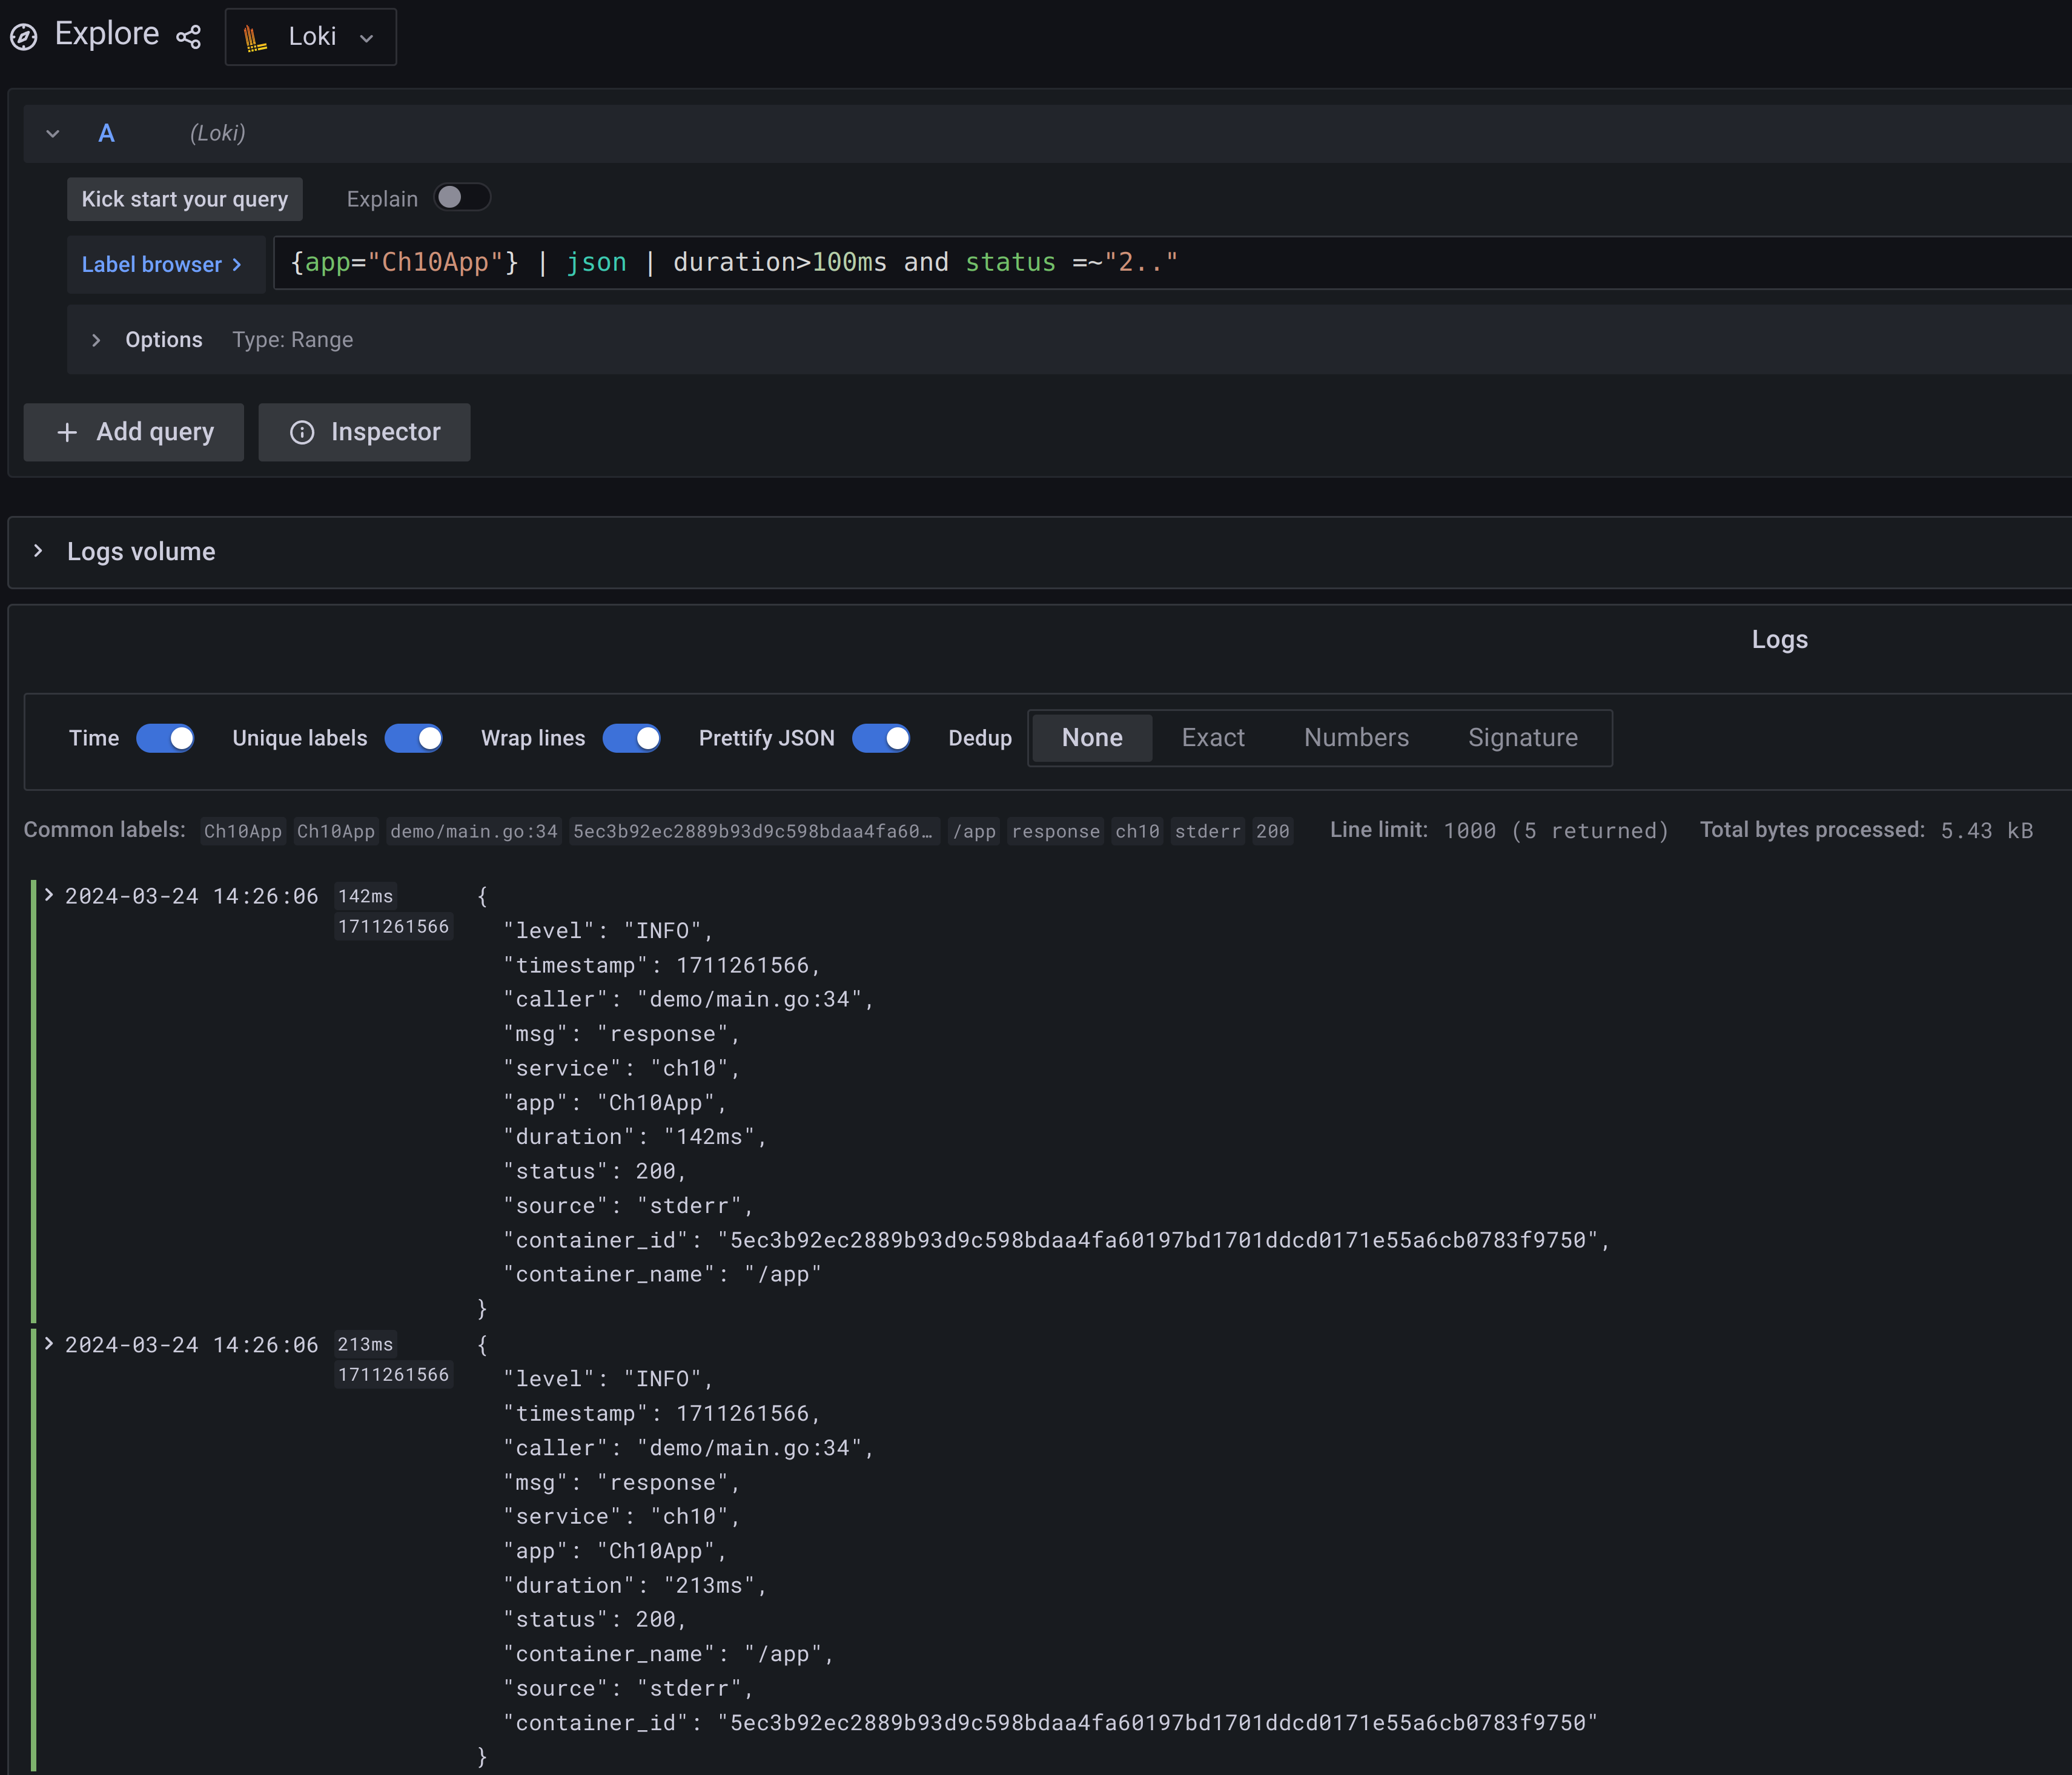 Explore Loki
A (Loki)
Kick start your query Explain
Label browser > {app="Ch10App"} | json | duration>100ms and status =~"2.."
> Options Type: Range
+ Add query Inspector
> Logs volume
Logs
Time Unique labels Wrap lines Prettify JSON Dedup None Exact Numbers Signature
Common labels: Ch10App Ch10App demo/main.go:34 5ec3b92ec2889b93d9c598bdaa4fa60… /app response ch10 stderr 200 Line limit: 1000 (5 returned) Total bytes processed: 5.43 kB
> 2024-03-24 14:26:06 142ms {
1711261566
"level": "INFO",
"timestamp": 1711261566,
"caller": "demo/main.go:34",
"msg": "response",
"service": "ch10",
"app": "Ch10App",
"duration": "142ms",
"status": 200,
"source": "stderr",
"container_id": "5ec3b92ec2889b93d9c598bdaa4fa60197bd1701ddcd0171e55a6cb0783f9750",
"container_name": "/app"
}
> 2024-03-24 14:26:06 213ms {
1711261566
"level": "INFO",
"timestamp": 1711261566,
"caller": "demo/main.go:34",
"msg": "response",
"service": "ch10",
"app": "Ch10App",
"duration": "213ms",
"status": 200,
"container_name": "/app",
"source": "stderr",
"container_id": "5ec3b92ec2889b93d9c598bdaa4fa60197bd1701ddcd0171e55a6cb0783f9750"
}